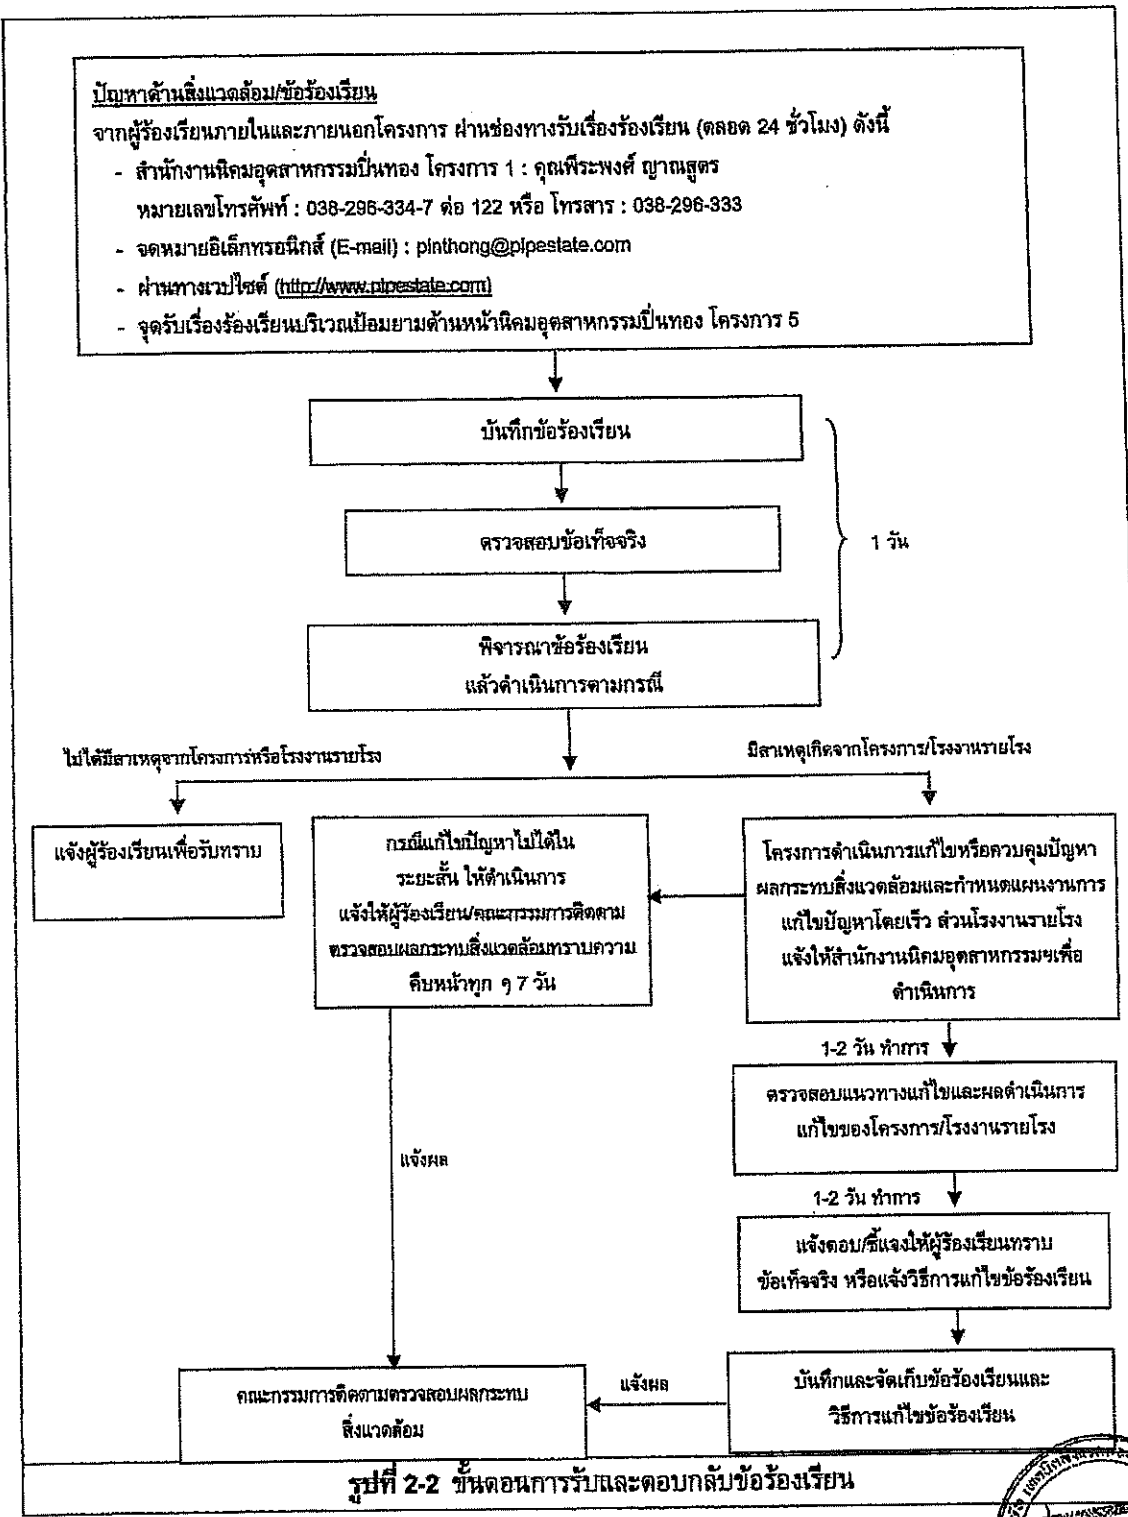 ปัญหาด้านสิ่งแวดล้อม/ข้อร้องเรียน
จากผู้ร้องเรียนภายในและภายนอกโครงการ ผ่านช่องทางรับเรื่องร้องเรียน (ตลอด 24 ชั่วโมง) ดังนี้
- สำนักงานนิคมอุตสาหกรรมปิ่นทอง โครงการ 1 : คุณพีระพงศ์ ญาณสูตร
หมายเลขโทรศัพท์ : 038-296-334-7 ต่อ 122 หรือ โทรสาร : 038-296-333
- จดหมายอิเล็กทรอนิกส์ (E-mail) : pinthong@pipestate.com
- ผ่านทางเวปไซต์ (http://www.pipestate.com)
- จุดรับเรื่องร้องเรียนบริเวณป้อมยามด้านหน้านิคมอุตสาหกรรมปิ่นทอง โครงการ 5
บันทึกข้อร้องเรียน
ตรวจสอบข้อเท็จจริง
1 วัน
พิจารณาข้อร้องเรียน
แล้วดำเนินการตามกรณี
ไม่ได้มีสาเหตุจากโครงการหรือโรงงานรายโรง
มีสาเหตุเกิดจากโครงการ/โรงงานรายโรง
แจ้งผู้ร้องเรียนเพื่อรับทราบ
กรณีแก้ไขปัญหาไม่ได้ใน
ระยะสั้น ให้ดำเนินการ
แจ้งให้ผู้ร้องเรียน/คณะกรรมการติดตาม
ตรวจสอบผลกระทบสิ่งแวดล้อมทราบความ
คืบหน้าทุก ๆ 7 วัน
โครงการดำเนินการแก้ไขหรือควบคุมปัญหา
ผลกระทบสิ่งแวดล้อมและกำหนดแผนงานการ
แก้ไขปัญหาโดยเร็ว ส่วนโรงงานรายโรง
แจ้งให้สำนักงานนิคมอุตสาหกรรมฯเพื่อ
ดำเนินการ
1-2 วัน ทำการ
ตรวจสอบแนวทางแก้ไขและผลดำเนินการ
แก้ไขของโครงการ/โรงงานรายโรง
แจ้งผล
1-2 วัน ทำการ
แจ้งตอบ/ชี้แจงให้ผู้ร้องเรียนทราบ
ข้อเท็จจริง หรือแจ้งวิธีการแก้ไขข้อร้องเรียน
คณะกรรมการติดตามตรวจสอบผลกระทบ
สิ่งแวดล้อม
แจ้งผล
บันทึกและจัดเก็บข้อร้องเรียนและ
วิธีการแก้ไขข้อร้องเรียน
รูปที่ 2-2 ขั้นตอนการรับและตอบกลับข้อร้องเรียน